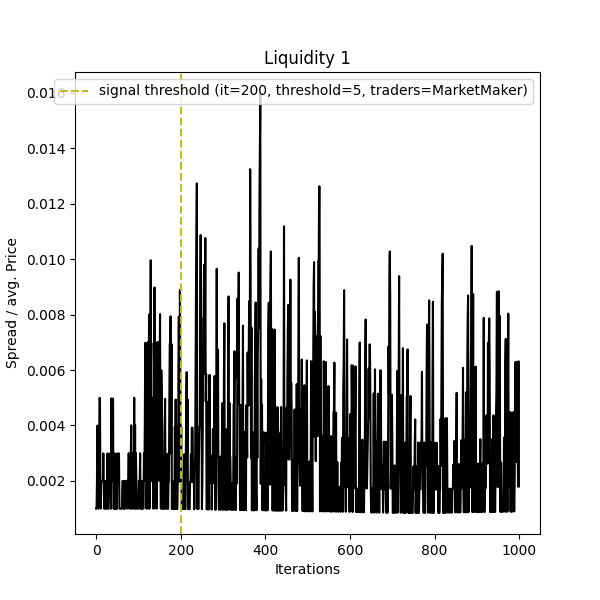 Liquidity 1
signal threshold (it=200, threshold=5, traders=MarketMaker)
0.016
0.014
0.012
0.010
0.008
0.006
0.004
0.002
Spread / avg. Price
0 200 400 600 800 1000
Iterations